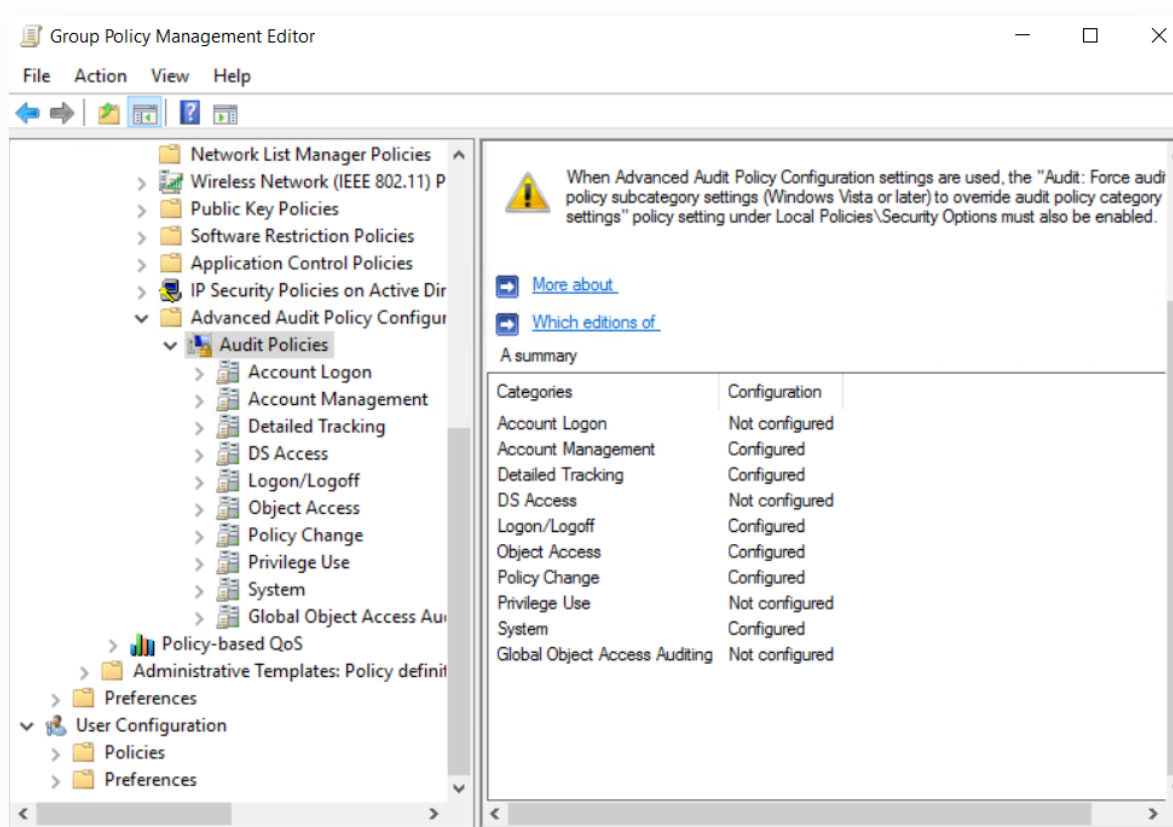 Group Policy Management Editor
File Action View Help
Network List Manager Policies
Wireless Network (IEEE 802.11) P
Public Key Policies
Software Restriction Policies
Application Control Policies
IP Security Policies on Active Dir
Advanced Audit Policy Configur
Audit Policies
Account Logon
Account Management
Detailed Tracking
DS Access
Logon/Logoff
Object Access
Policy Change
Privilege Use
System
Global Object Access Au
Policy-based QoS
Administrative Templates: Policy definit
Preferences
User Configuration
Policies
Preferences
When Advanced Audit Policy Configuration settings are used, the "Audit: Force audit
policy subcategory settings (Windows Vista or later) to override audit policy category
settings" policy setting under Local Policies\Security Options must also be enabled.
More about
Which editions of
A summary
Categories Configuration
Account Logon Not configured
Account Management Configured
Detailed Tracking Configured
DS Access Not configured
Logon/Logoff Configured
Object Access Configured
Policy Change Configured
Privilege Use Not configured
System Configured
Global Object Access Auditing Not configured